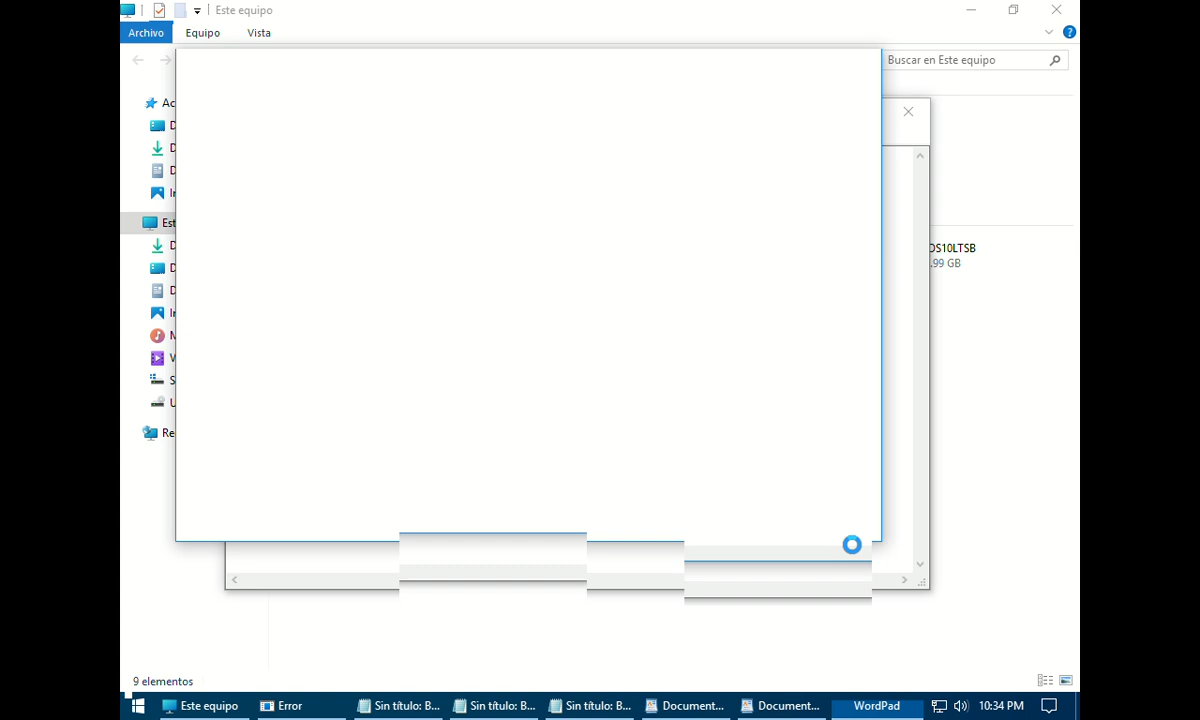 Este equipo
Archivo Equipo Vista
Buscar en Este equipo
Ac
D
D
D
Est
D
D
D
M
V
S
U
Re
OS10LTSB
.99 GB
9 elementos
Este equipo Error Sin título: B... Sin título: B... Sin título: B... Document... Document... WordPad 10:34 PM